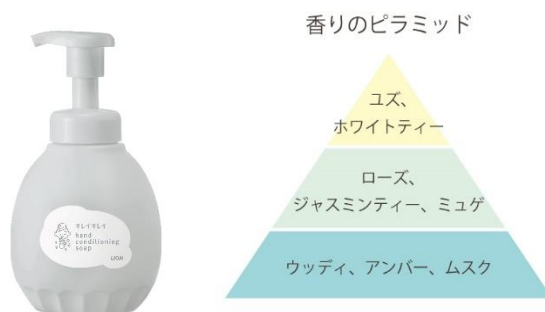 キレイキレイ
hand
conditioning
soap
LION
香りのピラミッド
ユズ、
ホワイトティー
ローズ、
ジャスミンティー、ミュゲ
ウッディ、アンバー、ムスク